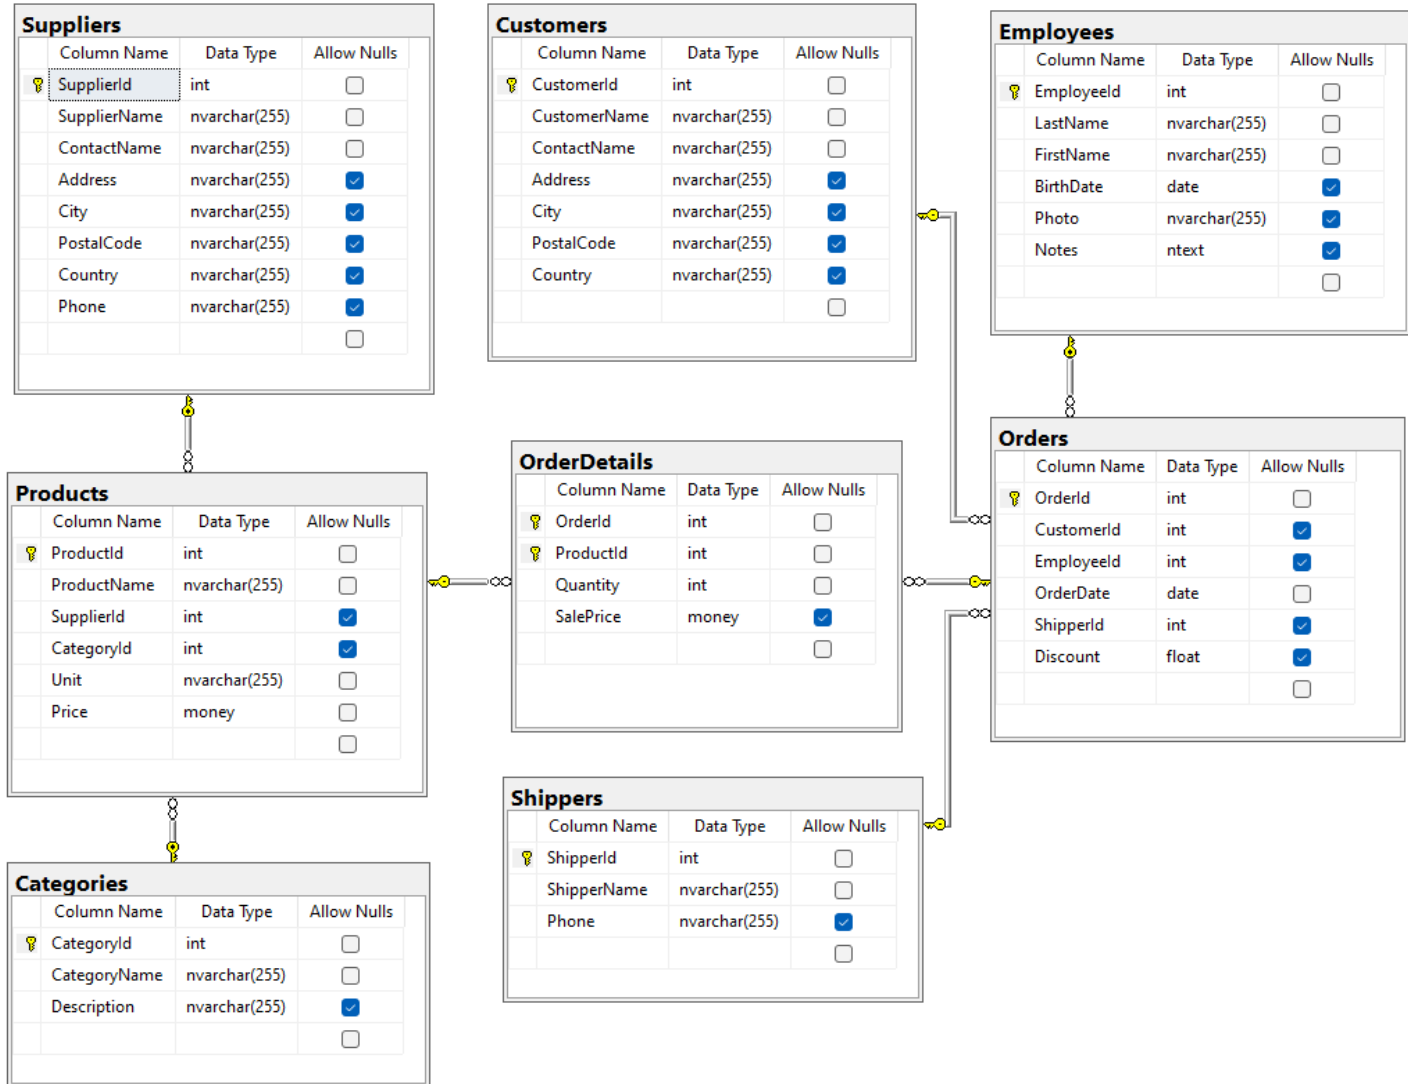 Suppliers
Column Name Data Type Allow Nulls
SupplierId int
SupplierName nvarchar(255)
ContactName nvarchar(255)
Address nvarchar(255)
City nvarchar(255)
PostalCode nvarchar(255)
Country nvarchar(255)
Phone nvarchar(255)
Customers
Column Name Data Type Allow Nulls
CustomerId int
CustomerName nvarchar(255)
ContactName nvarchar(255)
Address nvarchar(255)
City nvarchar(255)
PostalCode nvarchar(255)
Country nvarchar(255)
Employees
Column Name Data Type Allow Nulls
EmployeeId int
LastName nvarchar(255)
FirstName nvarchar(255)
BirthDate date
Photo nvarchar(255)
Notes ntext
Products
Column Name Data Type Allow Nulls
ProductId int
ProductName nvarchar(255)
SupplierId int
CategoryId int
Unit nvarchar(255)
Price money
OrderDetails
Column Name Data Type Allow Nulls
OrderId int
ProductId int
Quantity int
SalePrice money
Orders
Column Name Data Type Allow Nulls
OrderId int
CustomerId int
EmployeeId int
OrderDate date
ShipperId int
Discount float
Shippers
Column Name Data Type Allow Nulls
ShipperId int
ShipperName nvarchar(255)
Phone nvarchar(255)
Categories
Column Name Data Type Allow Nulls
CategoryId int
CategoryName nvarchar(255)
Description nvarchar(255)